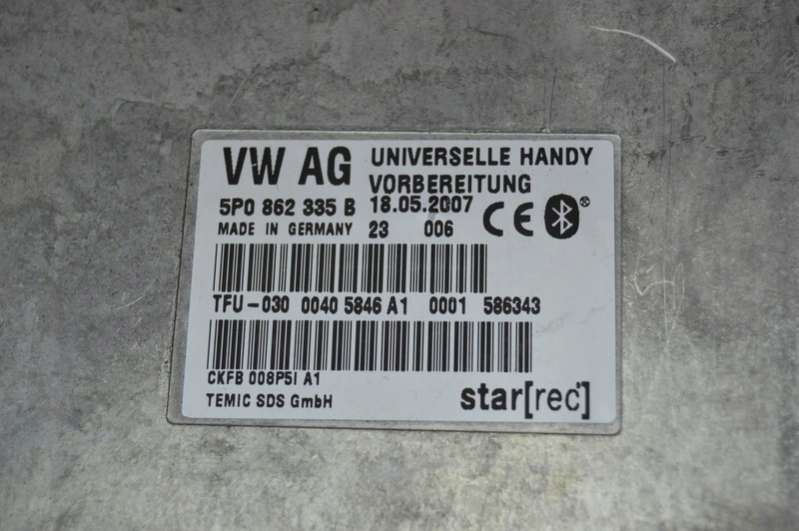 VW AG UNIVERSELLE HANDY
VORBEREITUNG
5P0 862 335 B 18.05.2007 CE ®
MADE IN GERMANY 23 006
TFU-030 0040 5846 A1 0001 586343
CKFB 008P5I A1
TEMIC SDS GmbH star[rec]